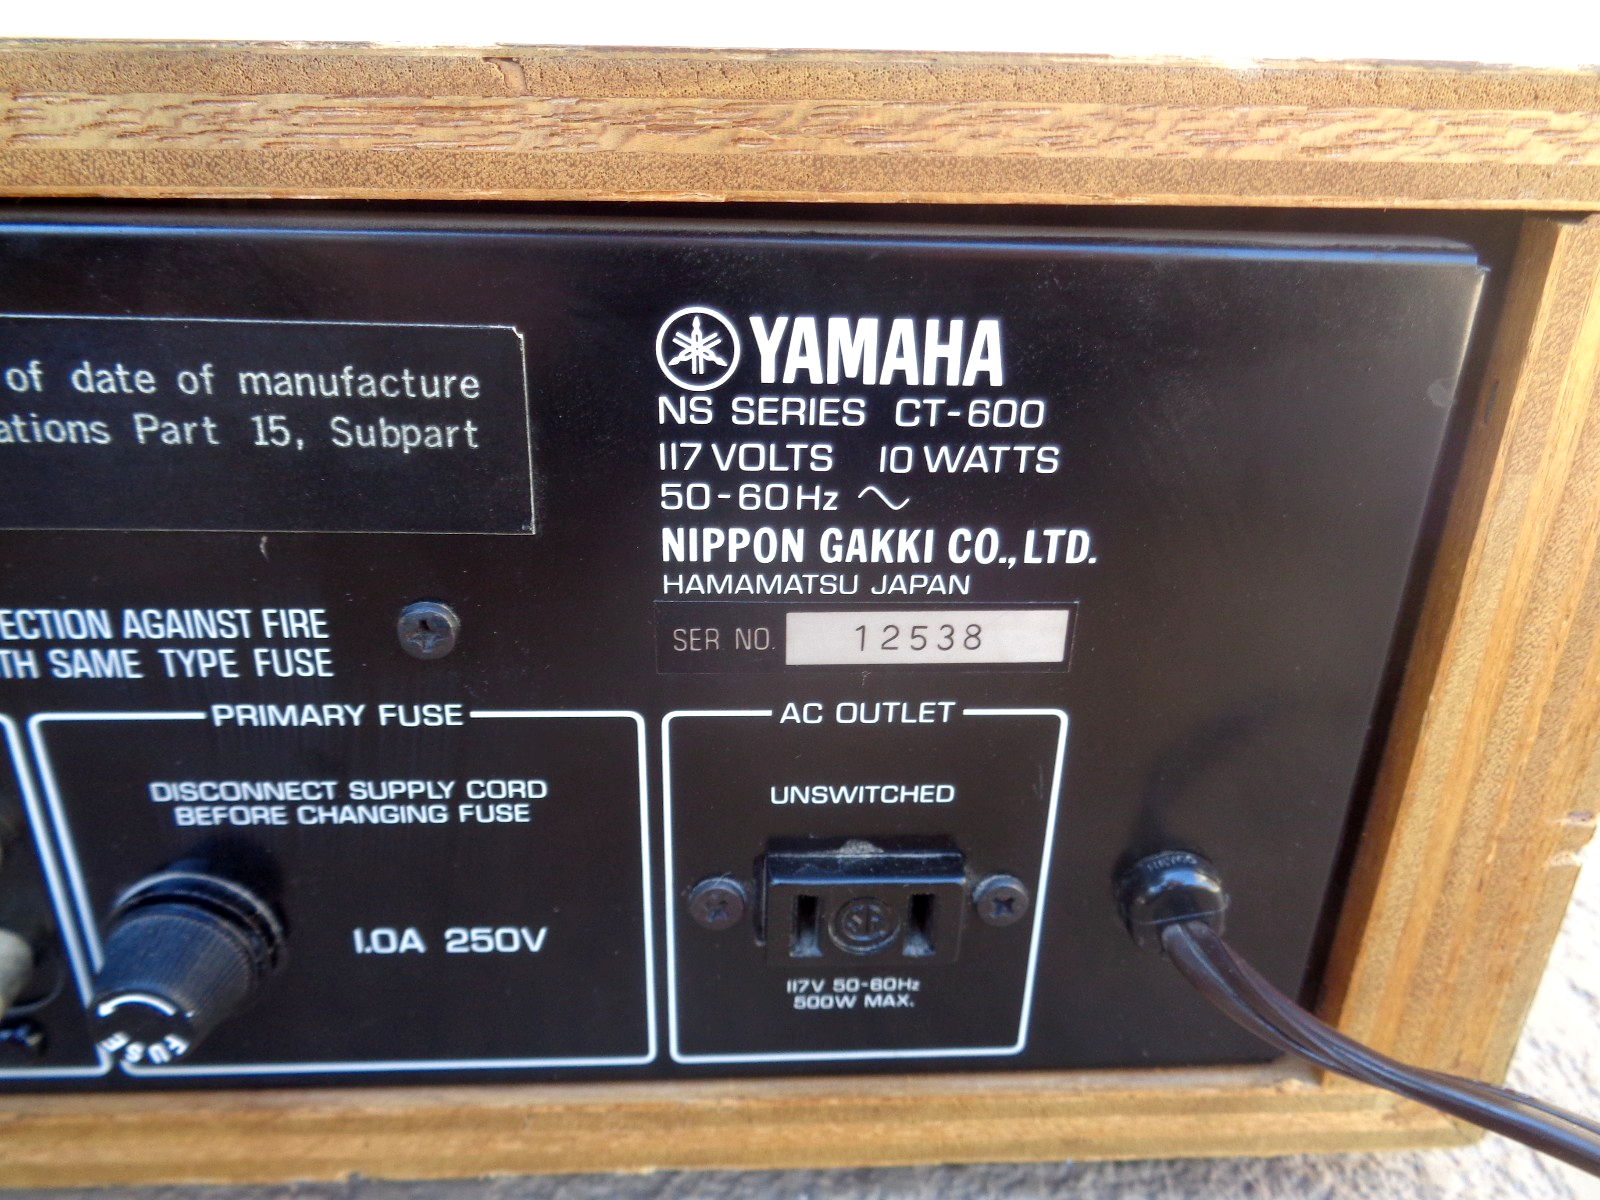 of date of manufacture
ations Part 15, Subpart
YAMAHA
NS SERIES CT-600
117 VOLTS 10 WATTS
50-60Hz
NIPPON GAKKI CO., LTD.
HAMAMATSU JAPAN
SER NO. 12538
ECTION AGAINST FIRE
TH SAME TYPE FUSE
PRIMARY FUSE
DISCONNECT SUPPLY CORD
BEFORE CHANGING FUSE
1.0A 250V
FUSE
AC OUTLET
UNSWITCHED
117V 50-60Hz
500W MAX.
HEYCO